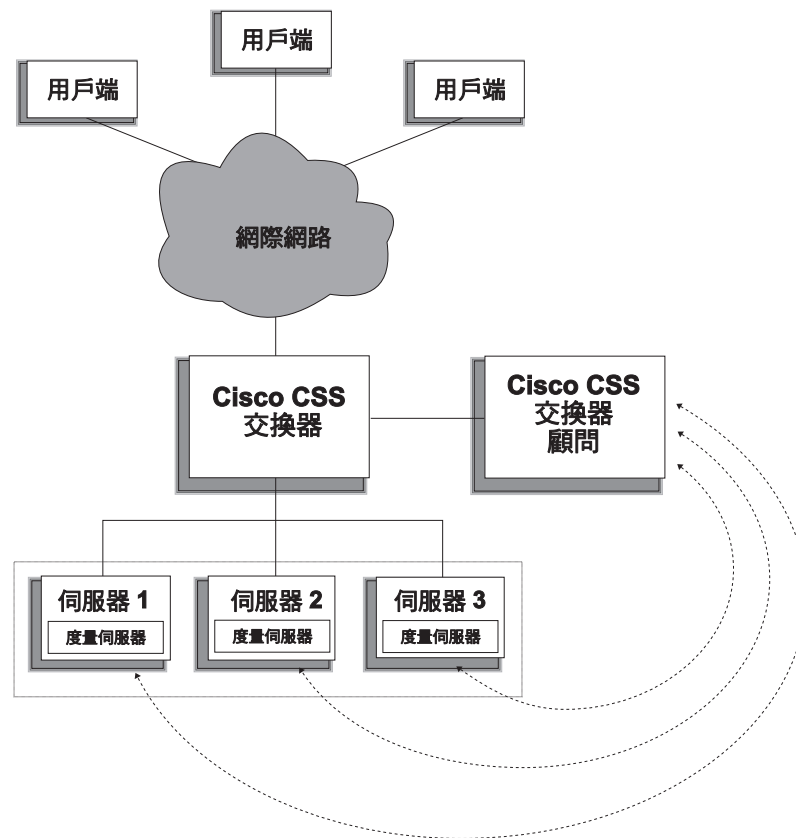 用戶端
用戶端
用戶端
網際網路
Cisco CSS
交換器
Cisco CSS
交換器
顧問
伺服器 1
度量伺服器
伺服器 2
度量伺服器
伺服器 3
度量伺服器